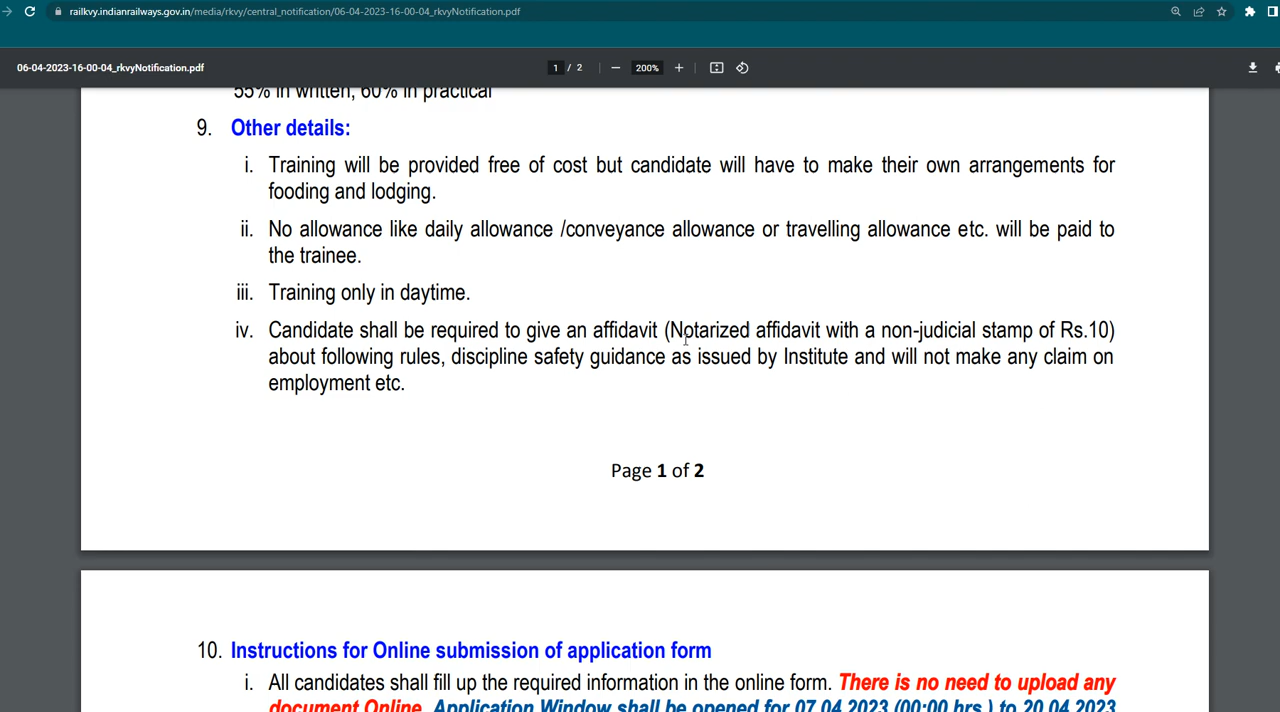 railkvy.indianrailways.gov.in/media/rkvy/central_notification/06-04-2023-16-00-04_rkvyNotification.pdf
06-04-2023-16-00-04_rkvyNotification.pdf 1 / 2 − 200% +
55% in written, 60% in practical
9. Other details:
i. Training will be provided free of cost but candidate will have to make their own arrangements for
fooding and lodging.
ii. No allowance like daily allowance /conveyance allowance or travelling allowance etc. will be paid to
the trainee.
iii. Training only in daytime.
iv. Candidate shall be required to give an affidavit (Notarized affidavit with a non-judicial stamp of Rs.10)
about following rules, discipline safety guidance as issued by Institute and will not make any claim on
employment etc.
Page 1 of 2
10. Instructions for Online submission of application form
i. All candidates shall fill up the required information in the online form. There is no need to upload any
document Online. Application Window shall be opened for 07.04.2023 (00:00 hrs.) to 20.04.2023